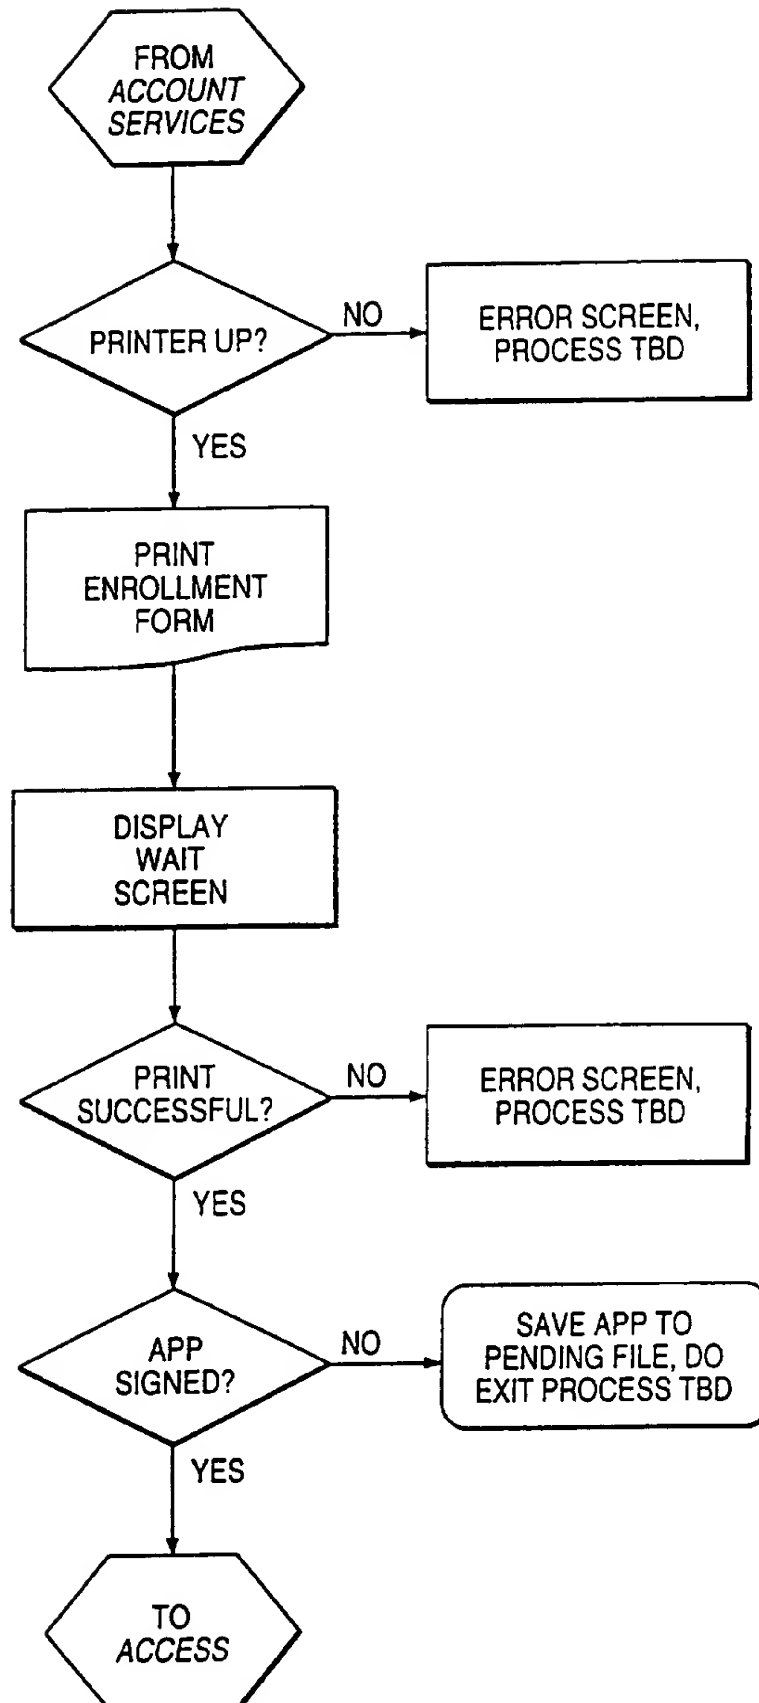 FROM
ACCOUNT
SERVICES
PRINTER UP?
NO
ERROR SCREEN,
PROCESS TBD
YES
PRINT
ENROLLMENT
FORM
DISPLAY
WAIT
SCREEN
PRINT
SUCCESSFUL?
NO
ERROR SCREEN,
PROCESS TBD
YES
APP
SIGNED?
NO
SAVE APP TO
PENDING FILE, DO
EXIT PROCESS TBD
YES
TO
ACCESS